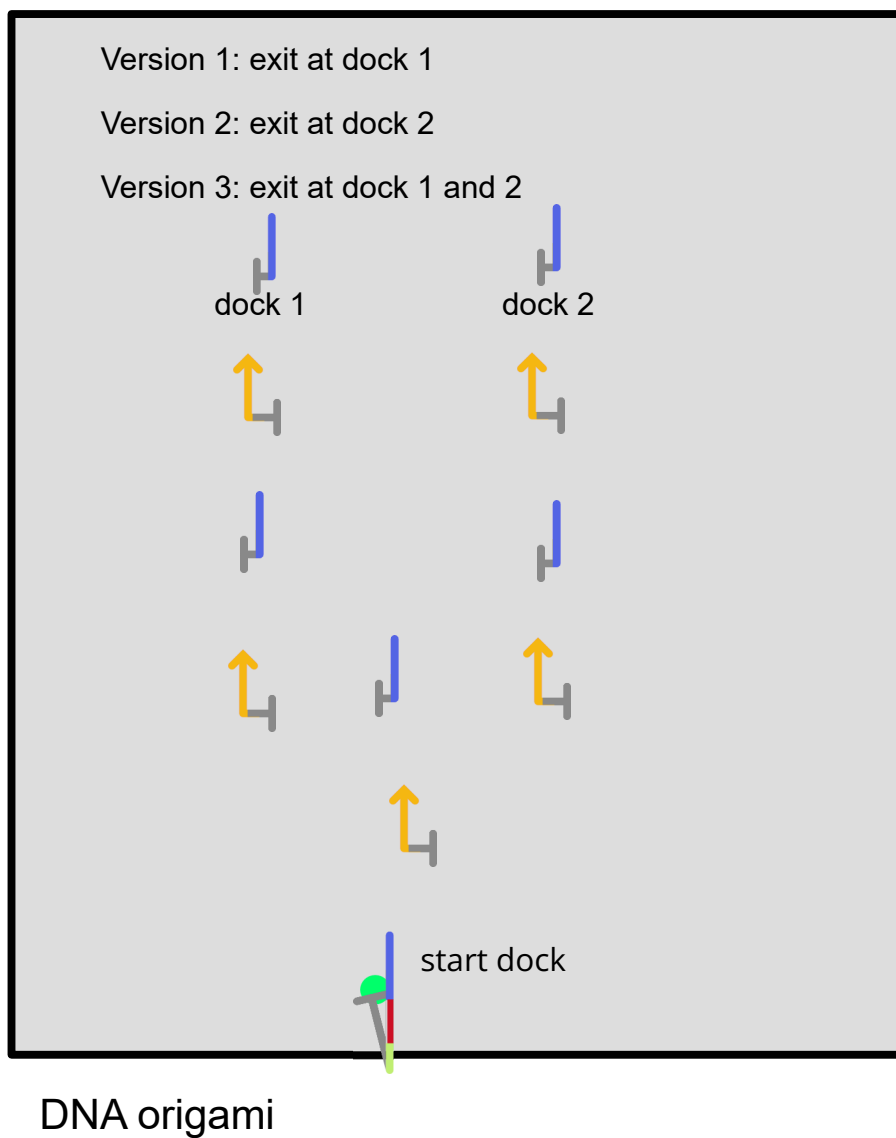 Version 1: exit at dock 1
Version 2: exit at dock 2
Version 3: exit at dock 1 and 2
dock 1
dock 2
start dock
DNA origami